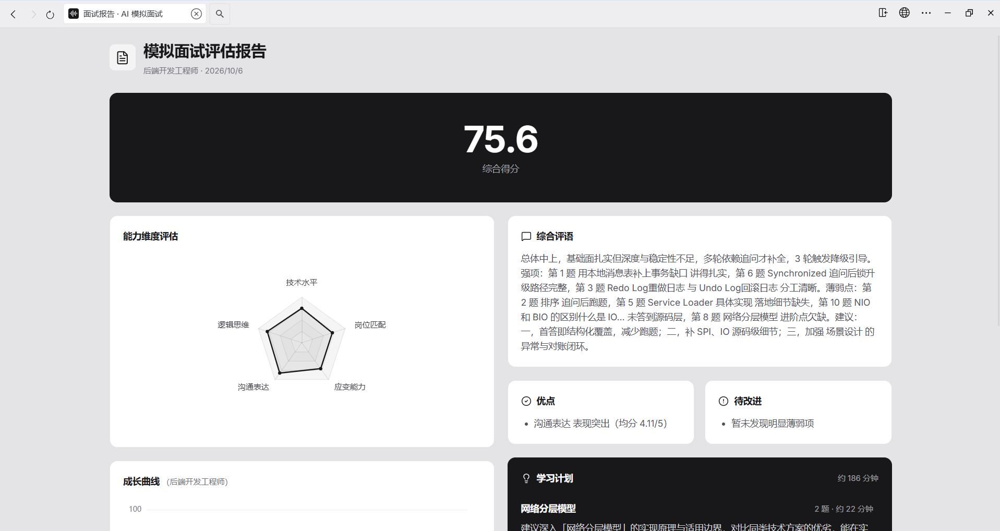 面试报告 · AI 模拟面试
模拟面试评估报告
后端开发工程师 · 2026/10/6
75.6
综合得分
能力维度评估
技术水平
逻辑思维
岗位匹配
沟通表达
应变能力
综合评语
总体中上，基础面扎实但深度与稳定性不足，多轮依赖追问才补全，3 轮触发降级引导。
强项：第 1 题 用本地消息表补上事务缺口 讲得扎实，第 6 题 Synchronized 追问后锁升
级路径完整，第 3 题 Redo Log重做日志 与 Undo Log回滚日志 分工清晰。薄弱点：第
2 题 排序 追问后跑题，第 5 题 Service Loader 具体实现 落地细节缺失，第 10 题 NIO
和 BIO 的区别什么是 IO... 未答到源码层，第 8 题 网络分层模型 进阶点欠缺。建议：
一，首答即结构化覆盖，减少跑题；二，补 SPI、IO 源码级细节；三，加强 场景设计 的
异常与对账闭环。
优点
• 沟通表达 表现突出（均分 4.11/5）
待改进
• 暂未发现明显薄弱项
成长曲线 （后端开发工程师）
100
学习计划
约 186 分钟
网络分层模型
2 题 · 约 22 分钟
建议深入「网络分层模型」的实现原理与适用边界，对比同类技术方案的优劣，能在实